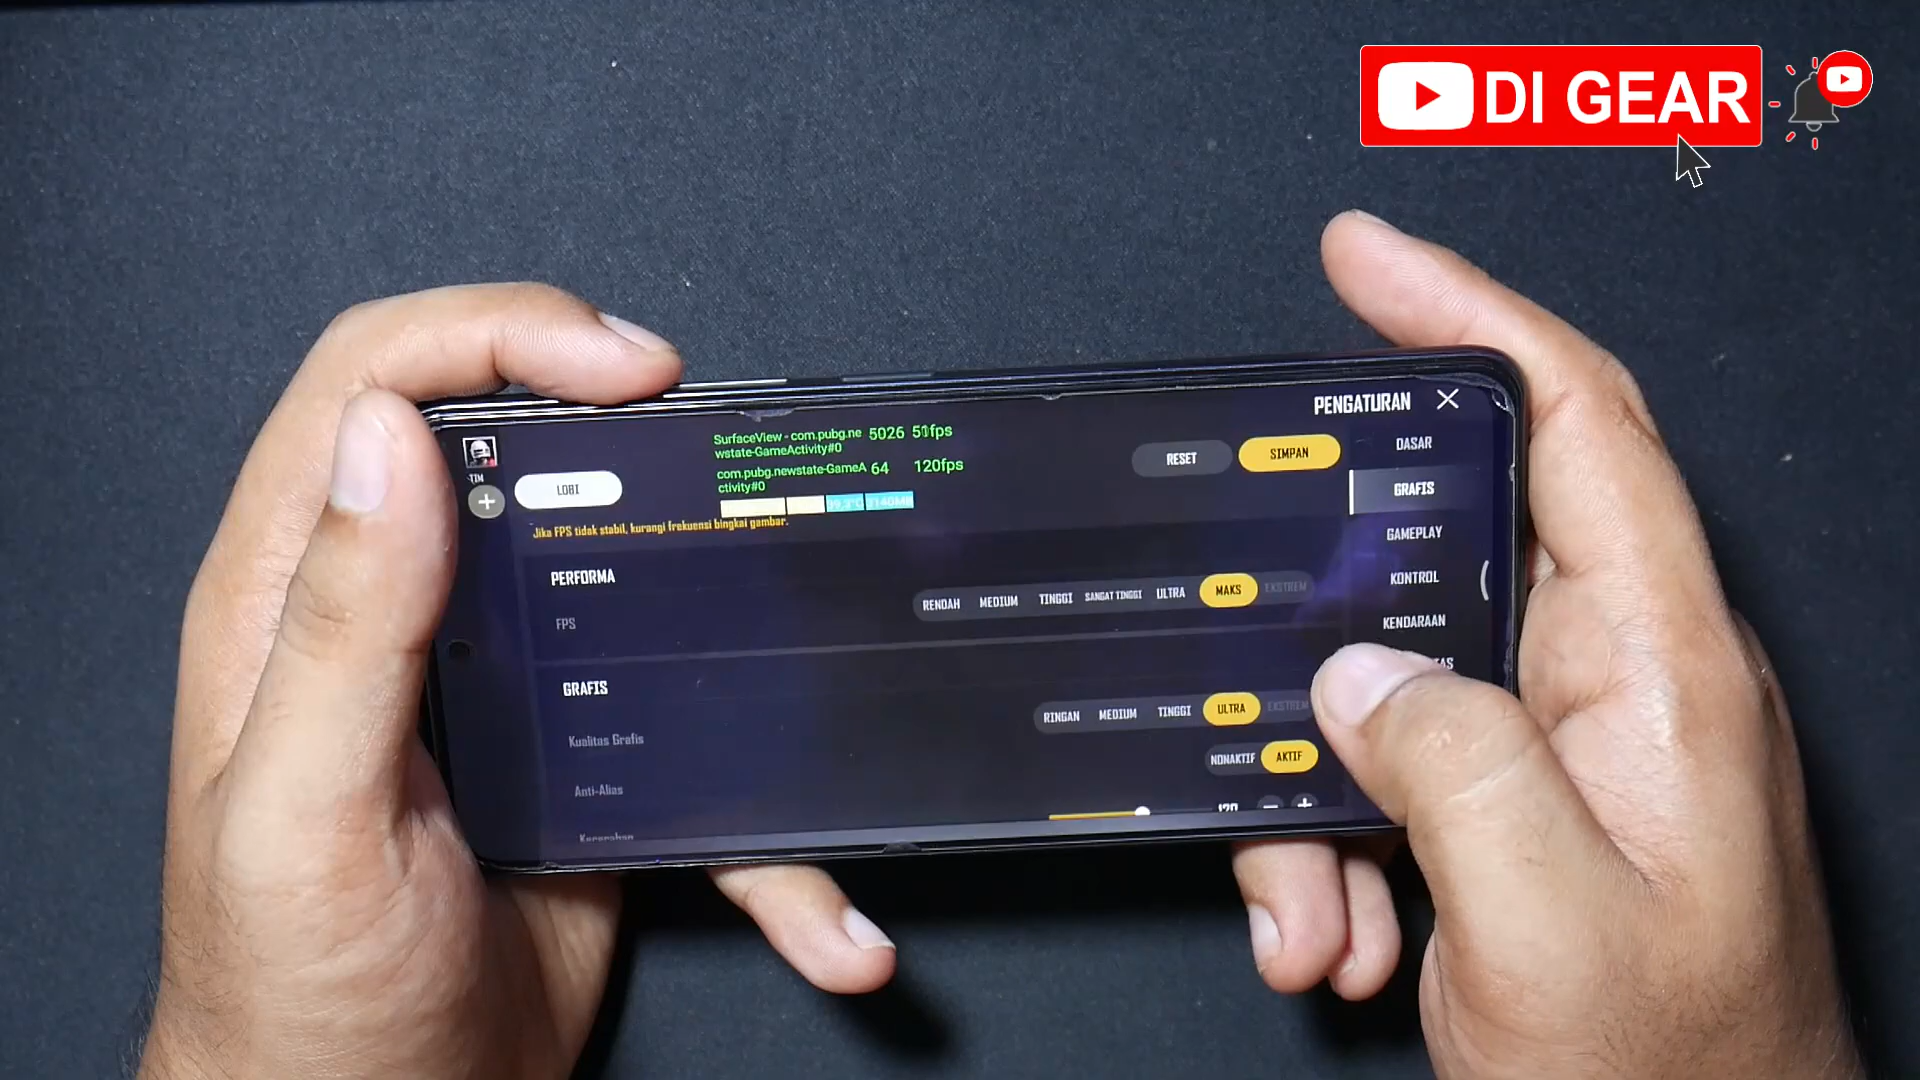 DI GEAR
PENGATURAN
SurfaceView - com.pubg.ne 5026 51fps
wstate-GameActivity#0
com.pubg.newstate-GameA 64 120fps
ctivity#0
TIM
LOBI
RESET
SIMPAN
DASAR
GRAFIS
GAMEPLAY
KONTROL
KENDARAAN
Jika FPS tidak stabil, kurangi frekuensi bingkai gambar.
PERFORMA
FPS
RENDAH MEDIUM TINGGI SANGAT TINGGI ULTRA MAKS EKSTREM
GRAFIS
Kualitas Grafis
RINGAN MEDIUM TINGGI ULTRA EKSTREM
Anti-Alias
NONAKTIF AKTIF